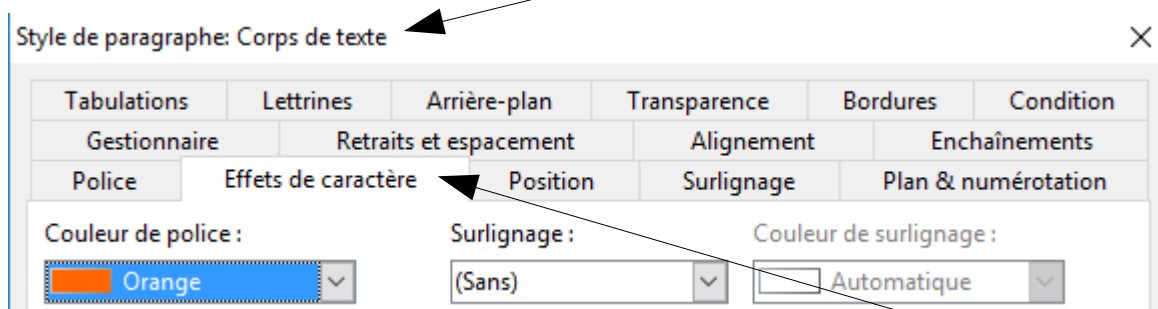 Style de paragraphe: Corps de texte
Tabulations Lettrines Arrière-plan Transparence Bordures Condition
Gestionnaire Retraits et espacement Alignement Enchaînements
Police Effets de caractère Position Surlignage Plan & numérotation
Couleur de police : Surlignage : Couleur de surlignage :
Orange (Sans) Automatique